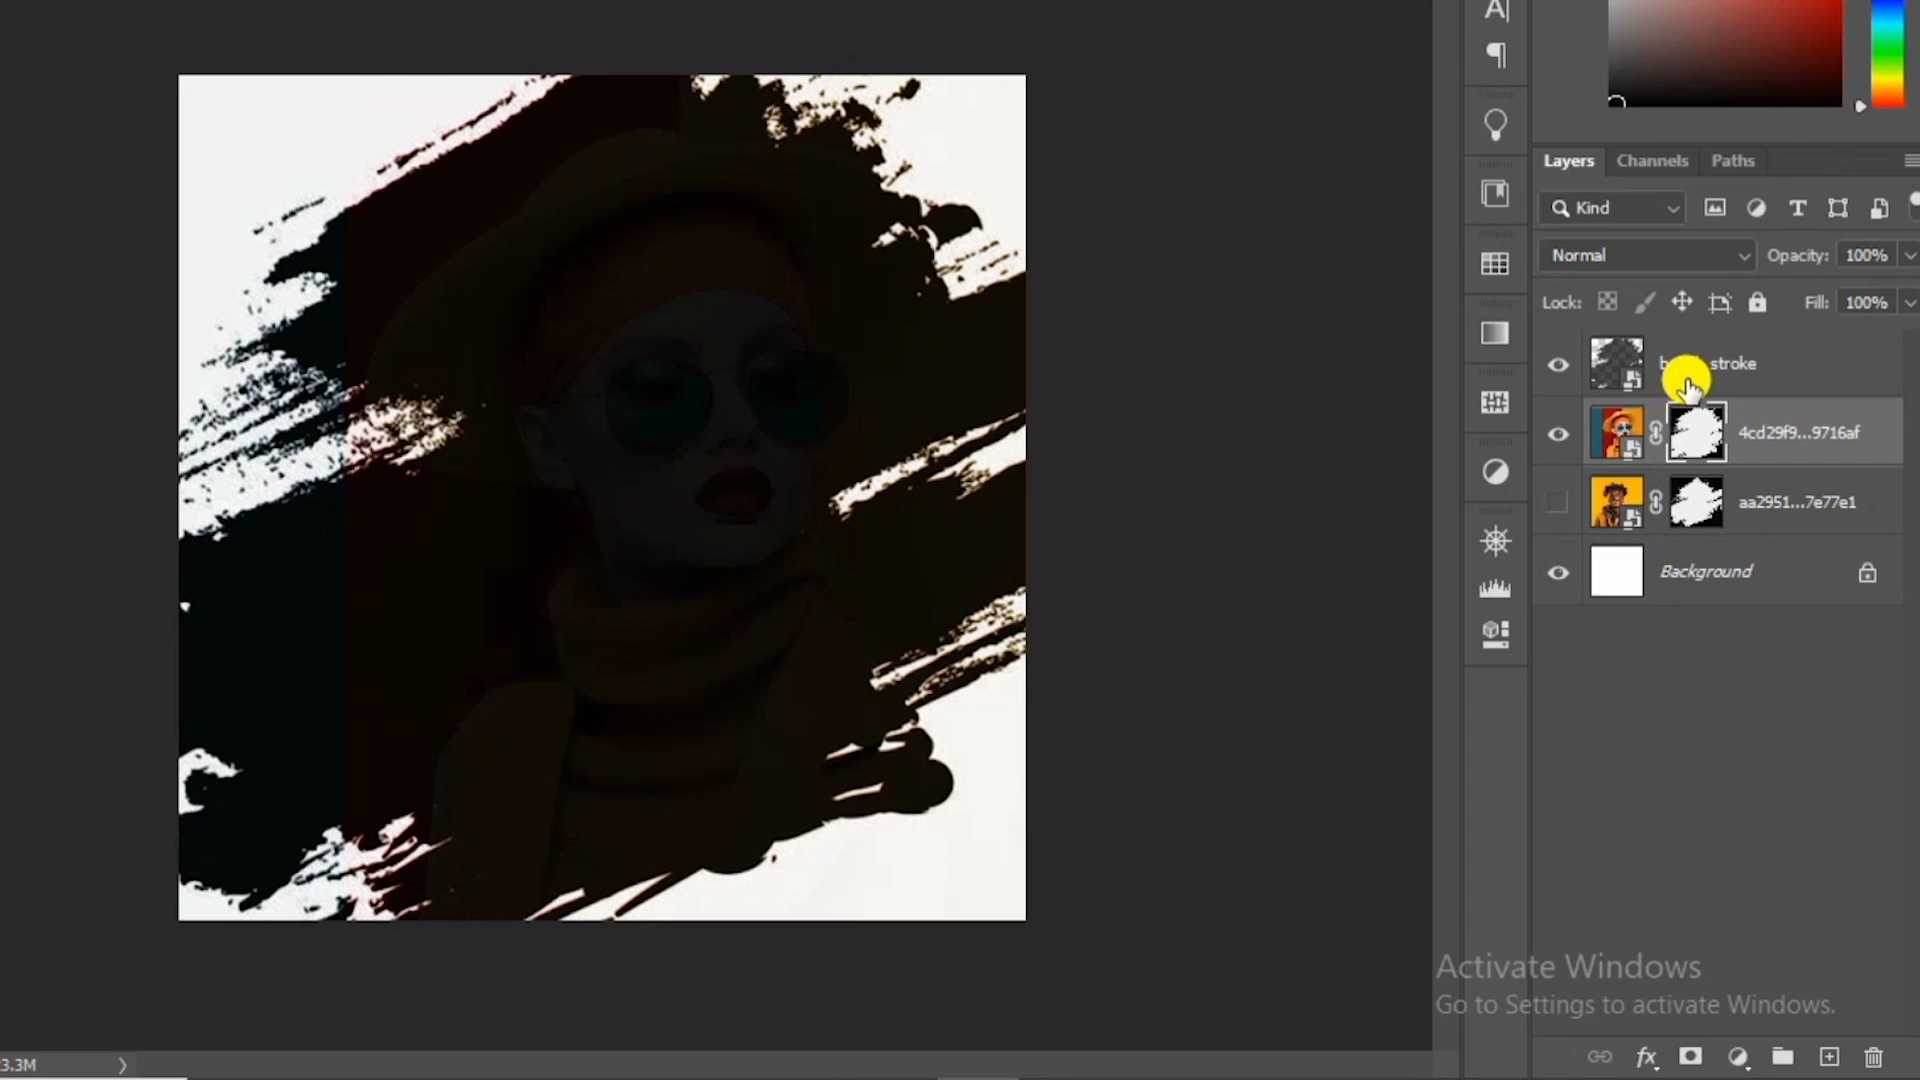 A|
Layers Channels Paths
Kind
Normal Opacity: 100%
Lock: Fill: 100%
stroke
4cd29f9...9716af
aa2951...7e77e1
Background
Activate Windows
Go to Settings to activate Windows.
3.3M
fx